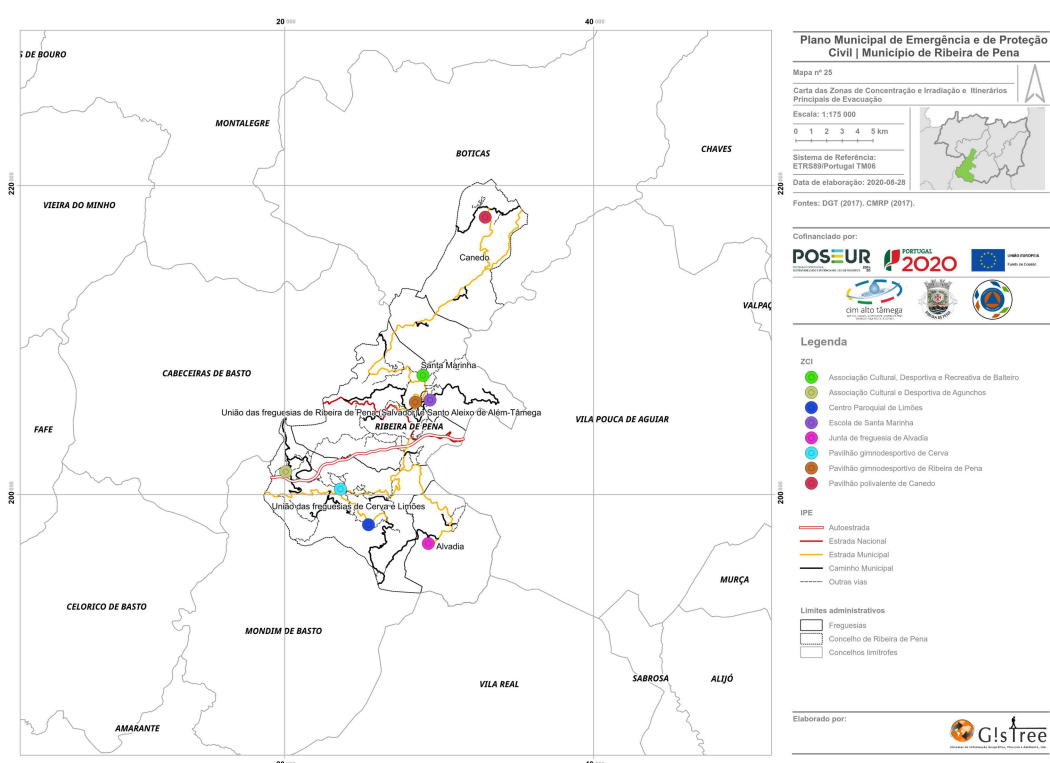 20 000
40 000
S DE BOURO
MONTALEGRE
BOTICAS
CHAVES
220
220
VIEIRA DO MINHO
Canedo
VALPAÇ
CABECEIRAS DE BASTO
Santa Marinha
União das freguesias de Ribeira de Pena (Salvador) e Santo Aleixo de Além-Tâmega
RIBEIRA DE PENA
VILA POUCA DE AGUIAR
FAFE
200
200
União das freguesias de Cerva e Limões
Alvadia
MURÇA
CELORICO DE BASTO
MONDIM DE BASTO
VILA REAL
SABROSA
ALIJÓ
AMARANTE
Plano Municipal de Emergência e de Proteção
Civil | Município de Ribeira de Pena
Mapa nº 25
Carta das Zonas de Concentração e Irradiação e Itinerários
Principais de Evacuação
Escala: 1:175 000
0 1 2 3 4 5 km
Sistema de Referência:
ETRS89/Portugal TM06
Data de elaboração: 2020-08-28
Fontes: DGT (2017). CMRP (2017).
Cofinanciado por:
POSEUR
PORTUGAL
2020
UNIÃO EUROPEIA
Fundo de Coesão
cim alto tâmega
RIBEIRA DE PENA
Legenda
ZCI
Associação Cultural, Desportiva e Recreativa de Balteiro
Associação Cultural e Desportiva de Agunchos
Centro Paroquial de Limões
Escola de Santa Marinha
Junta de freguesia de Alvadia
Pavilhão gimnodesportivo de Cerva
Pavilhão gimnodesportivo de Ribeira de Pena
Pavilhão polivalente de Canedo
IPE
Autoestrada
Estrada Nacional
Estrada Municipal
Caminho Municipal
Outras vias
Limites administrativos
Freguesias
Concelho de Ribeira de Pena
Concelhos limítrofes
Elaborado por:
G!sTree